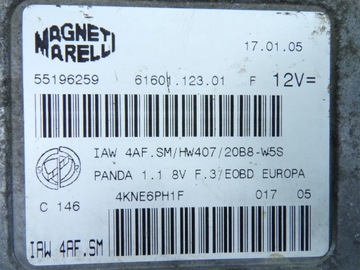 MAGNETI MARELLI
17.01.05
55196259 61601.123.01 F 12V=
IAW 4AF.SM/HW407/20B8-W5S
PANDA 1.1 8V F.3/EOBD EUROPA
4KNE6PH1F 017 05
C 146
IAW 4AF.SM